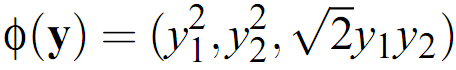 ϕ(𝐲) = (y₁², y₂², √2y₁y₂)